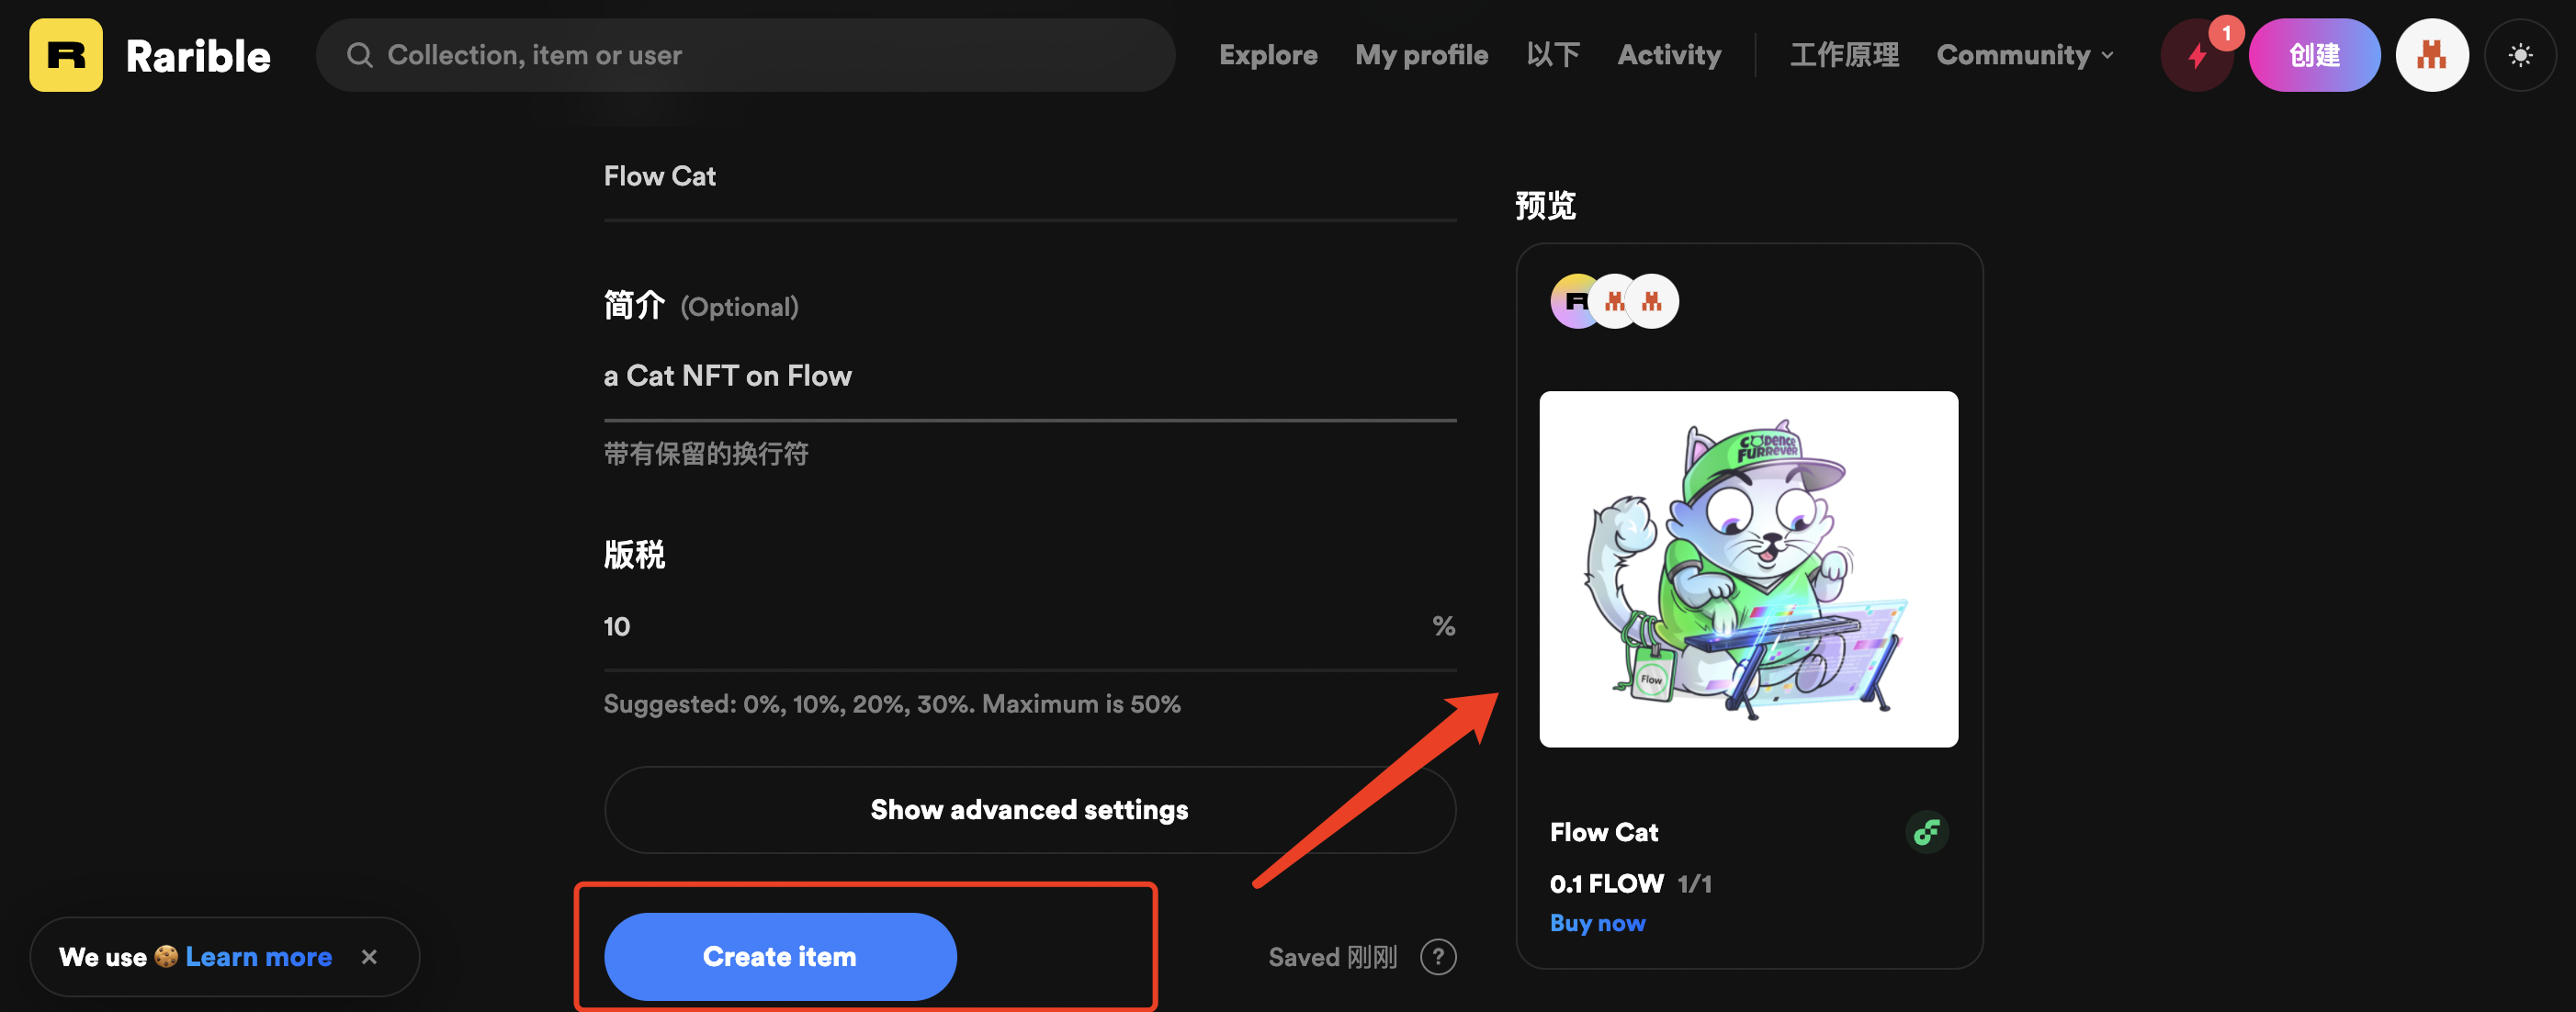 R Rarible
Collection, item or user
Explore My profile 以下 Activity 工作原理 Community
1
创建
Flow Cat
简介 (Optional)
a Cat NFT on Flow
带有保留的换行符
版税
10 %
Suggested: 0%, 10%, 20%, 30%. Maximum is 50%
Show advanced settings
Create item
Saved 刚刚 ?
We use 🍪 Learn more ×
预览
R
CADENCE
FURREVER
Flow
Flow Cat
0.1 FLOW 1/1
Buy now